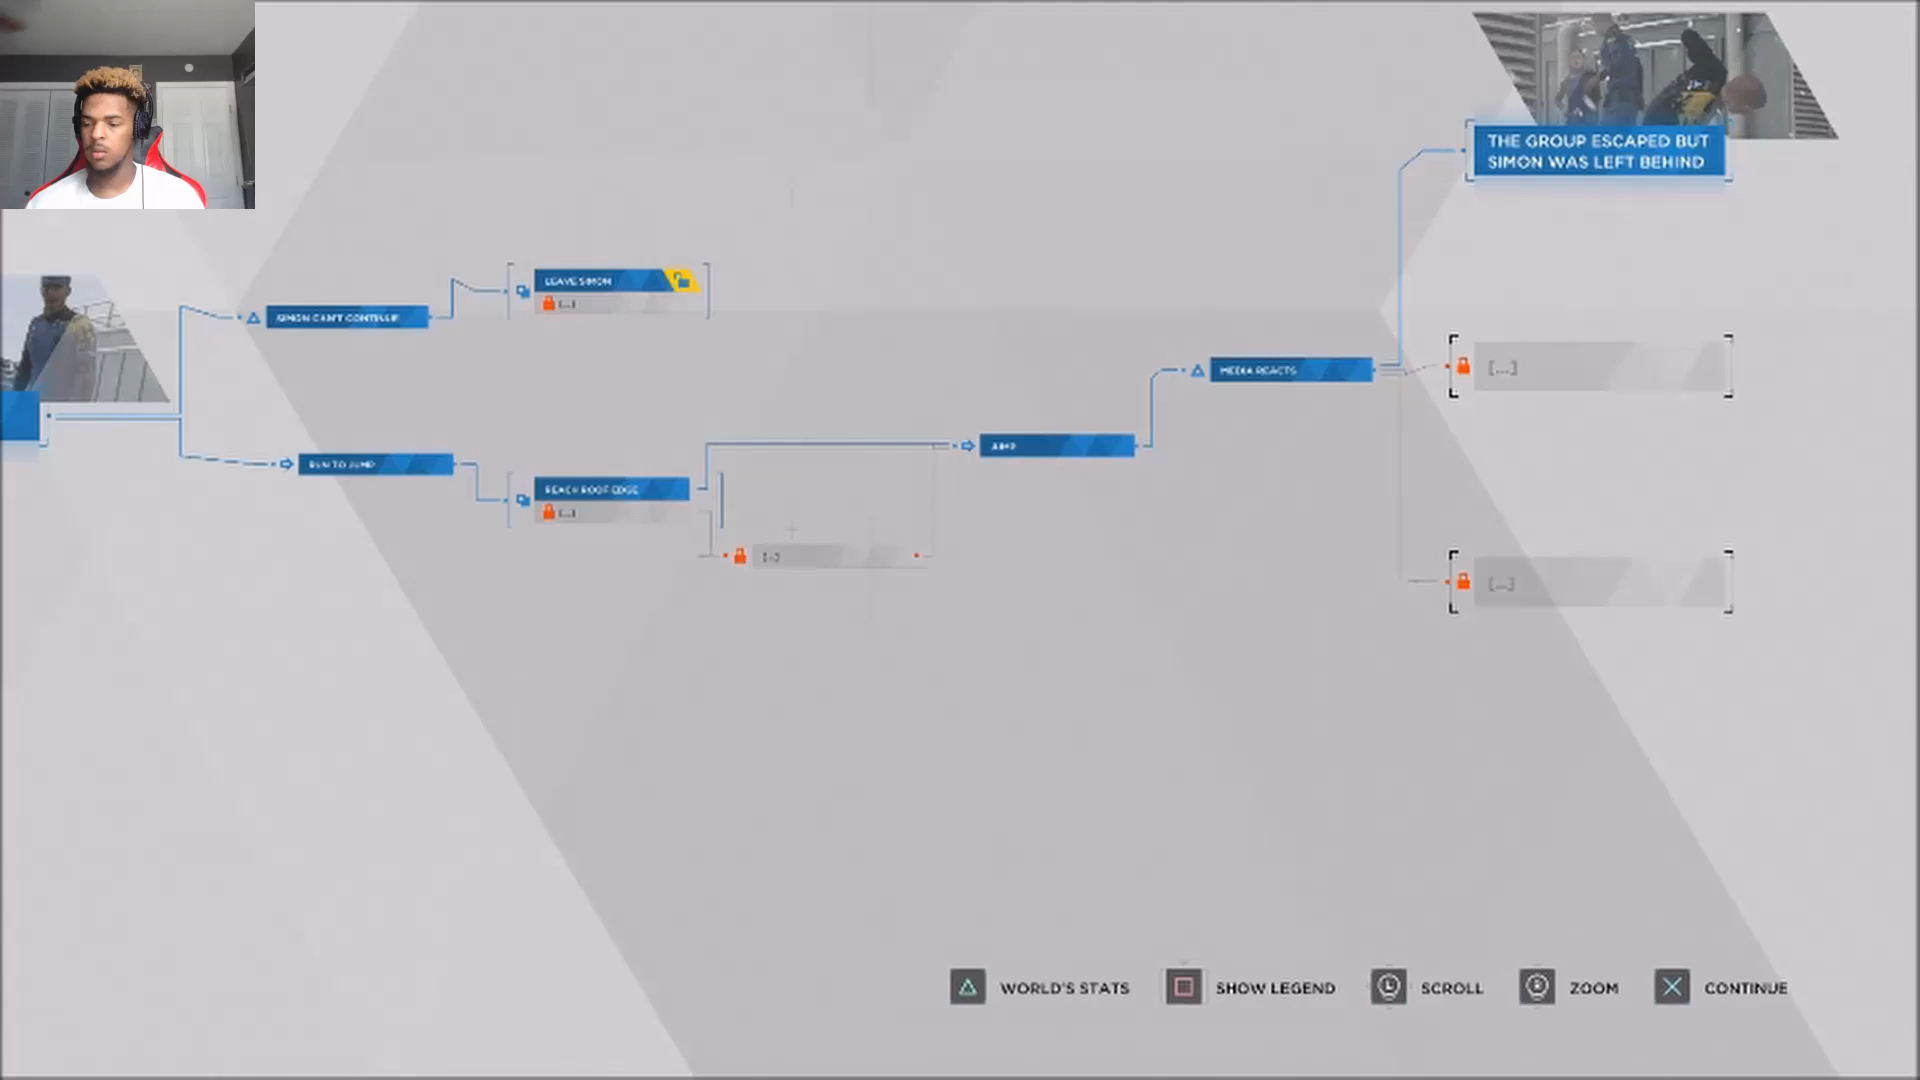 THE GROUP ESCAPED BUT
SIMON WAS LEFT BEHIND
LEAVE SIMON
[...]
SIMON CAN'T CONTINUE
[...]
MEDIA REACTS
JUMP
RUN TO JUMP
REACH ROOF EDGE
[...]
[...]
[...]
WORLD'S STATS
SHOW LEGEND
SCROLL
ZOOM
CONTINUE